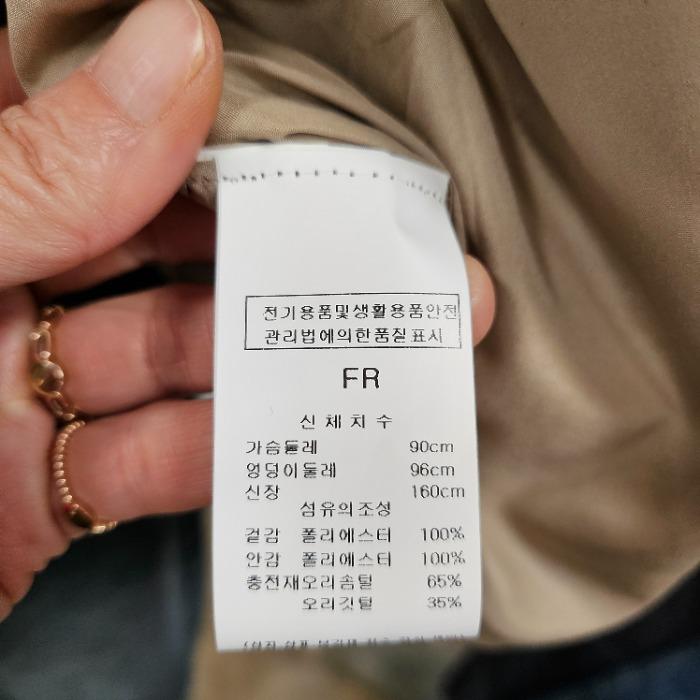 전기용품및생활용품안전
관리법에의한품질표시
FR
신체치수
가슴둘레 90cm
엉덩이둘레 96cm
신장 160cm
섬유의조성
겉감 폴리에스터 100%
안감 폴리에스터 100%
충전재오리솜털 65%
오리깃털 35%